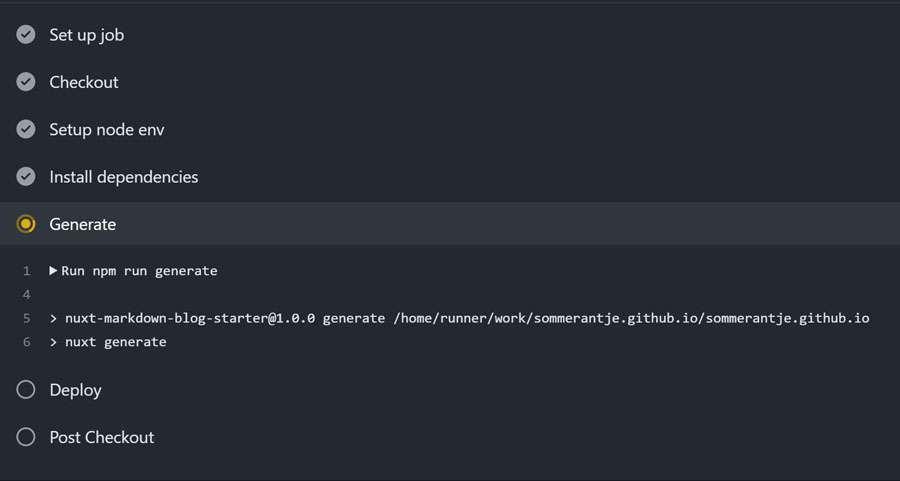 Set up job
Checkout
Setup node env
Install dependencies
Generate
1 Run npm run generate
4
5 > nuxt-markdown-blog-starter@1.0.0 generate /home/runner/work/sommerantje.github.io/sommerantje.github.io
6 > nuxt generate
Deploy
Post Checkout